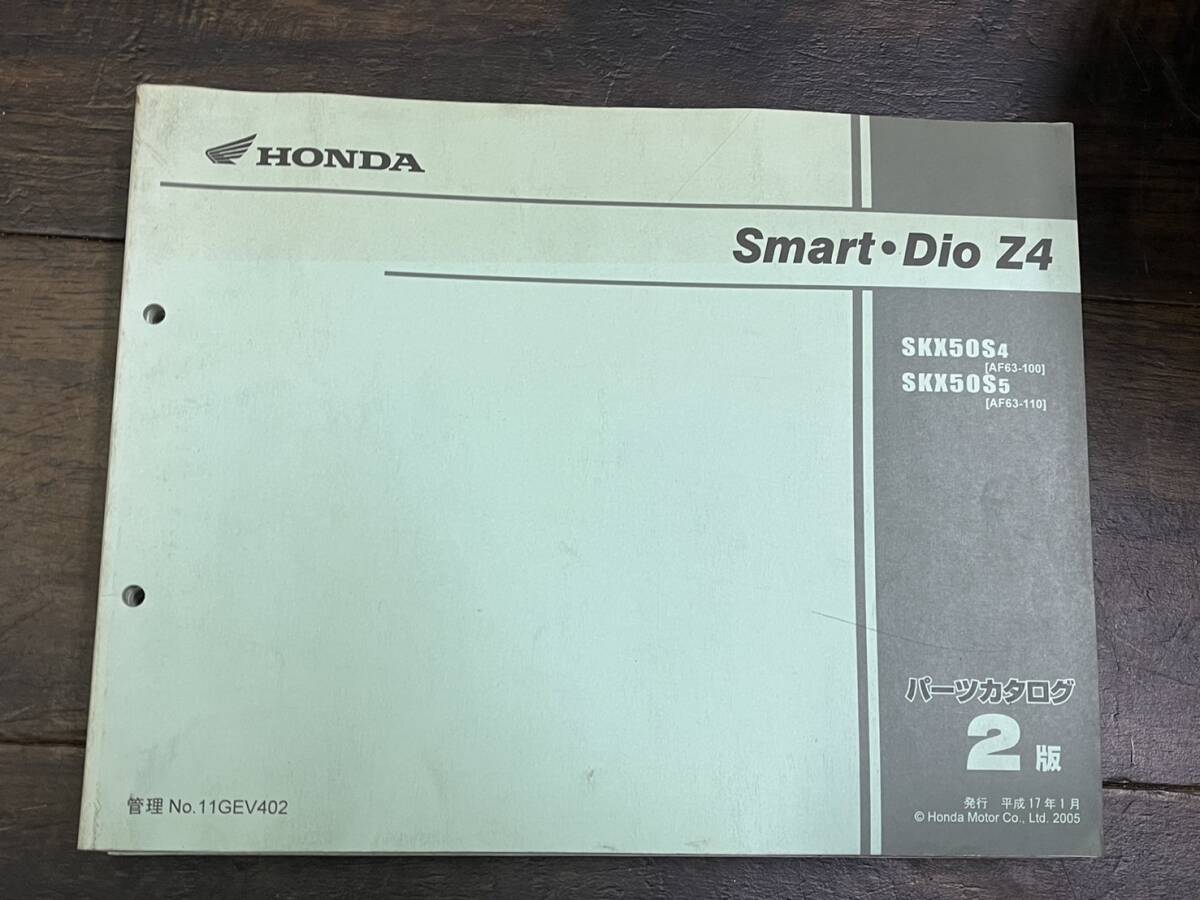 HONDA
Smart・Dio Z4
SKX50S4
[AF63-100]
SKX50S5
[AF63-110]
パーツカタログ
2版
管理 No.11GEV402
発行 平成17年1月
© Honda Motor Co., Ltd. 2005